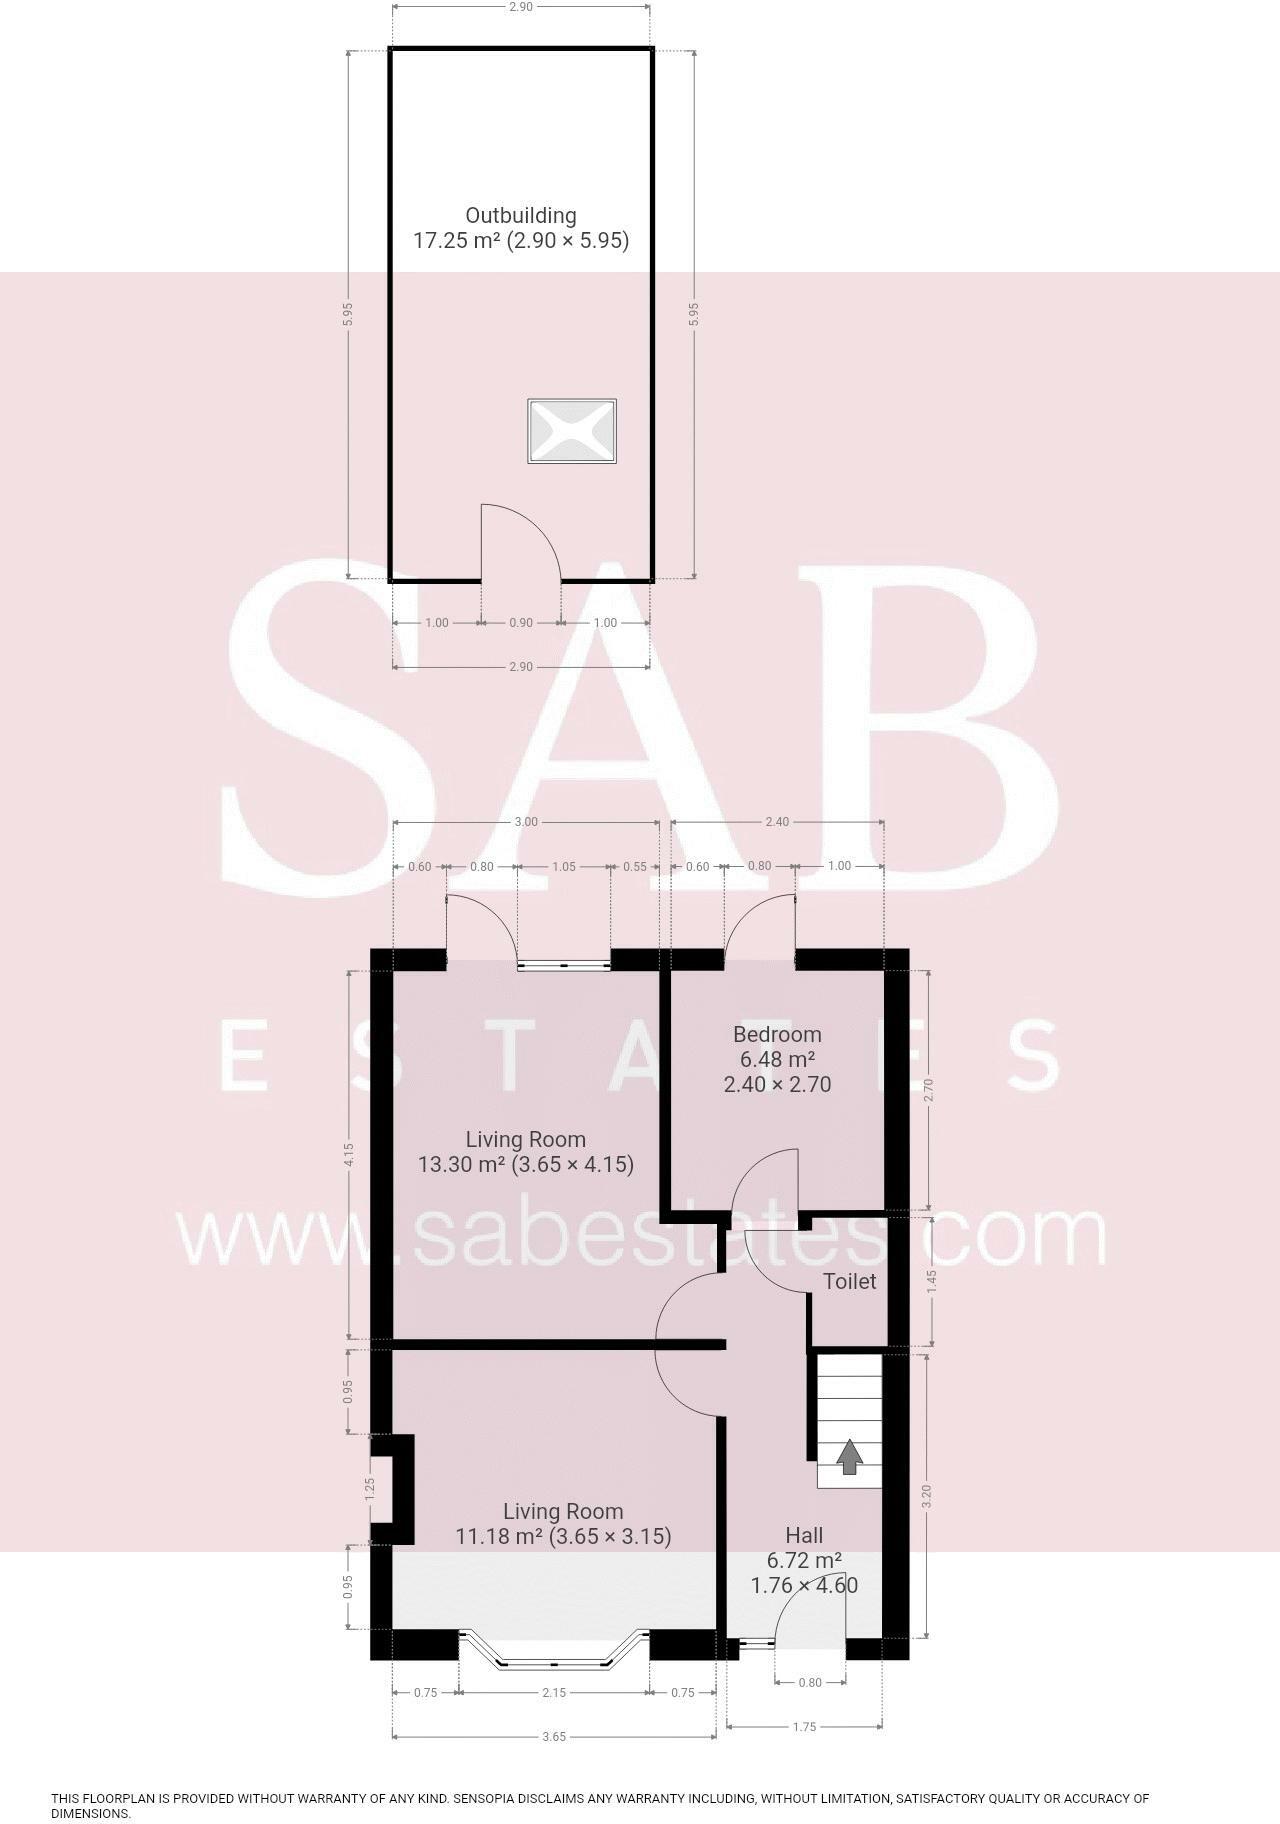 2.90
Outbuilding
17.25 m² (2.90 × 5.95)
5.95
5.95
1.00
0.90
1.00
2.90
SAB
3.00
2.40
0.60
0.80
1.05
0.55
0.60
0.80
1.00
ESTATES
Bedroom
6.48 m²
2.40 × 2.70
2.70
Living Room
13.30 m² (3.65 × 4.15)
4.15
www.sabestates.com
Toilet
1.45
0.95
1.25
0.95
Living Room
11.18 m² (3.65 × 3.15)
3.20
Hall
6.72 m²
1.76 × 4.60
0.80
0.75
2.15
0.75
1.75
3.65
THIS FLOORPLAN IS PROVIDED WITHOUT WARRANTY OF ANY KIND. SENSOPIA DISCLAIMS ANY WARRANTY INCLUDING, WITHOUT LIMITATION, SATISFACTORY QUALITY OR ACCURACY OF
DIMENSIONS.